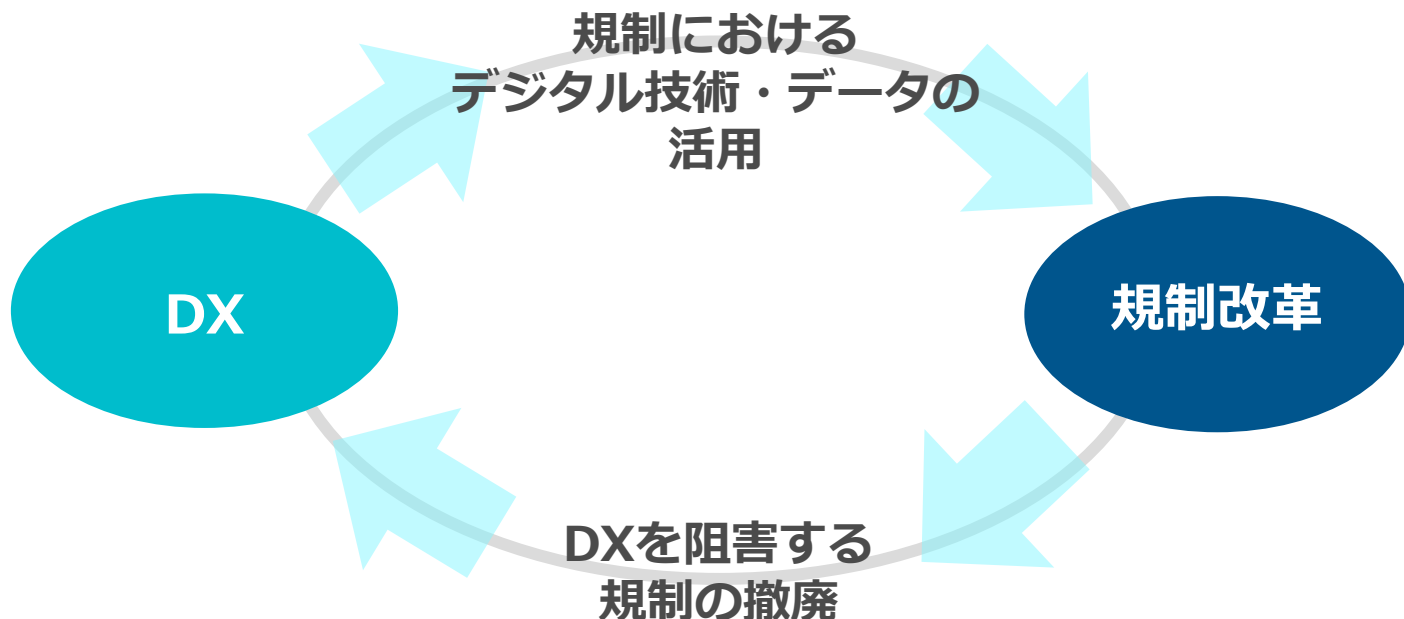 規制における
デジタル技術・データの
活用
DX
規制改革
DXを阻害する
規制の撤廃